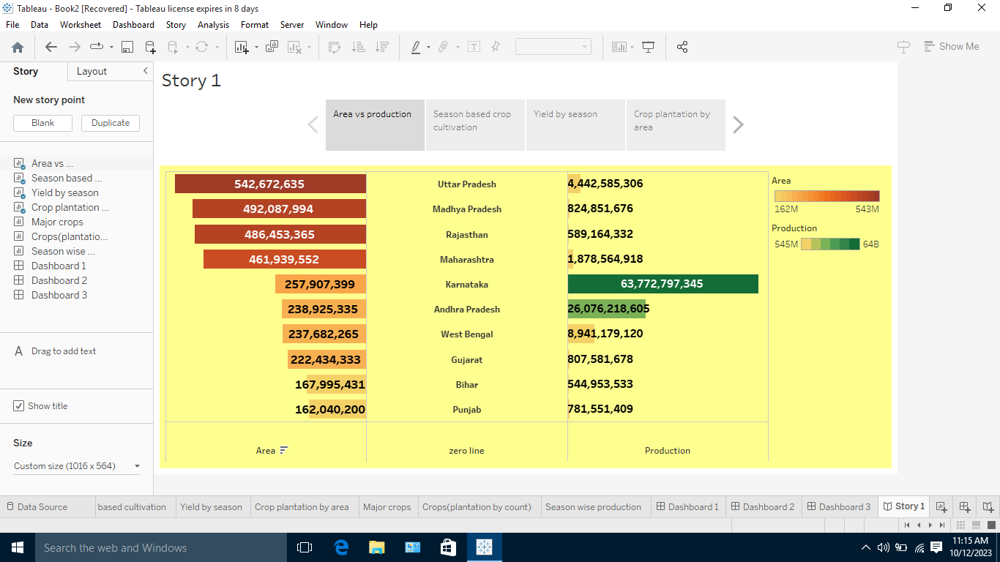 Tableau - Book2 [Recovered] - Tableau license expires in 8 days
File Data Worksheet Dashboard Story Analysis Format Server Window Help
Show Me
Story Layout
New story point
Blank Duplicate
Area vs ...
Season based ...
Yield by season
Crop plantation ...
Major crops
Crops(plantatio...
Season wise ...
Dashboard 1
Dashboard 2
Dashboard 3
A Drag to add text
Show title
Size
Custom size (1016 x 564)
Story 1
Area vs production
Season based crop
cultivation
Yield by season
Crop plantation by
area
542,672,635 Uttar Pradesh 4,442,585,306
492,087,994 Madhya Pradesh 824,851,676
486,453,365 Rajasthan 589,164,332
461,939,552 Maharashtra 1,878,564,918
257,907,399 Karnataka 63,772,797,345
238,925,335 Andhra Pradesh 26,076,218,605
237,682,265 West Bengal 8,941,179,120
222,434,333 Gujarat 807,581,678
167,995,431 Bihar 544,953,533
162,040,200 Punjab 781,551,409
Area zero line Production
Area
162M 543M
Production
545M 64B
Data Source based cultivation Yield by season Crop plantation by area Major crops Crops(plantation by count) Season wise production Dashboard 1 Dashboard 2 Dashboard 3 Story 1
Search the web and Windows
11:15 AM
10/12/2023